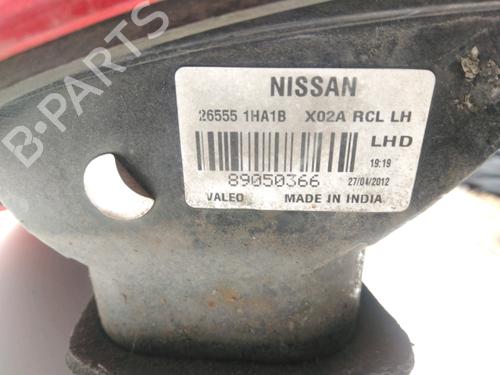 NISSAN
26555 1HA1B X02A RCL LH
LHD
19:19
89050366 27/04/2012
VALEO MADE IN INDIA
B-PARTS